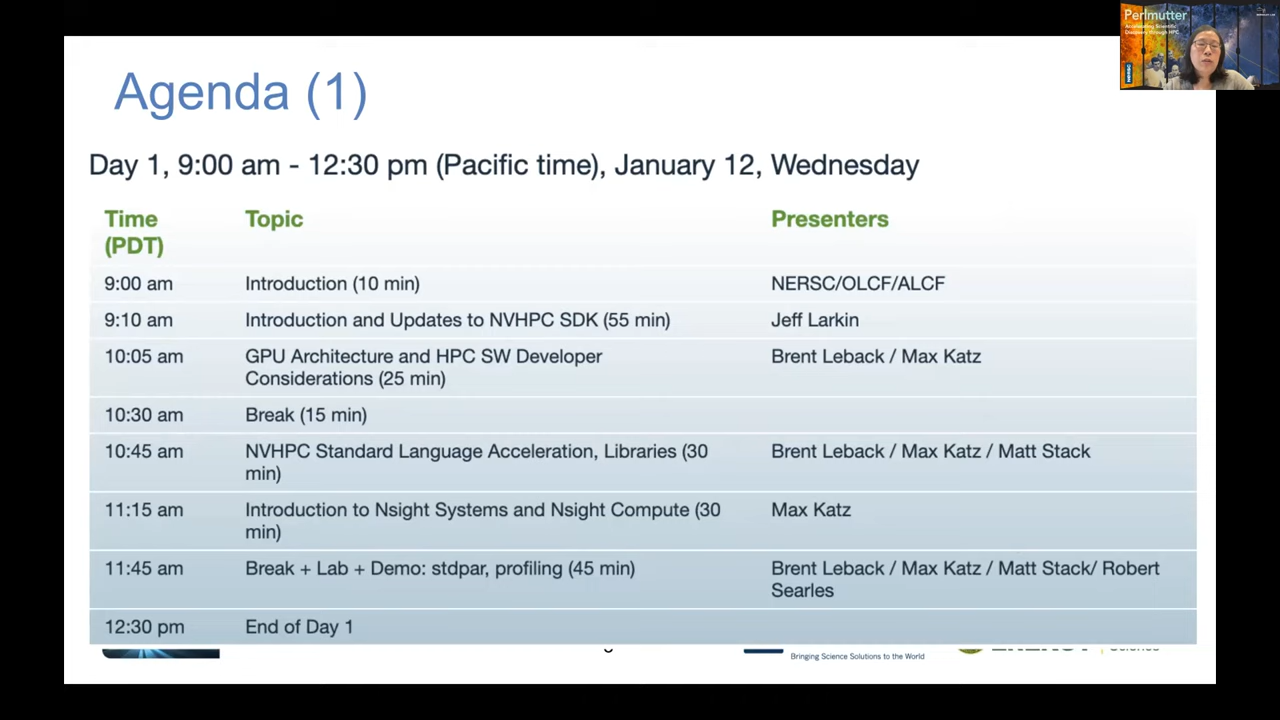 Perlmutter
Accelerating Scientific
Discovery through HPC
NERSC
Agenda (1)
Day 1, 9:00 am - 12:30 pm (Pacific time), January 12, Wednesday
Time Topic Presenters
(PDT)
9:00 am Introduction (10 min) NERSC/OLCF/ALCF
9:10 am Introduction and Updates to NVHPC SDK (55 min) Jeff Larkin
10:05 am GPU Architecture and HPC SW Developer Brent Leback / Max Katz
Considerations (25 min)
10:30 am Break (15 min)
10:45 am NVHPC Standard Language Acceleration, Libraries (30 Brent Leback / Max Katz / Matt Stack
min)
11:15 am Introduction to Nsight Systems and Nsight Compute (30 Max Katz
min)
11:45 am Break + Lab + Demo: stdpar, profiling (45 min) Brent Leback / Max Katz / Matt Stack/ Robert
Searles
12:30 pm End of Day 1
Bringing Science Solutions to the World